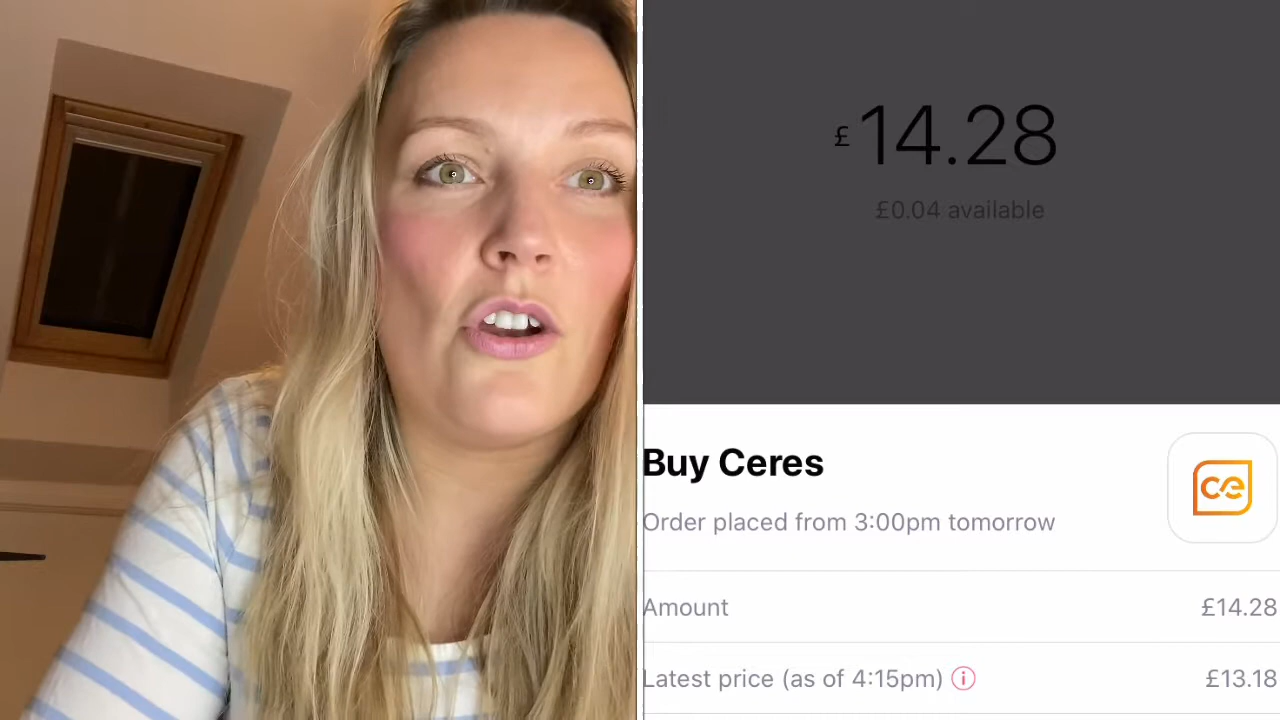 £14.28
£0.04 available
Buy Ceres
ce
Order placed from 3:00pm tomorrow
Amount £14.28
Latest price (as of 4:15pm) £13.18